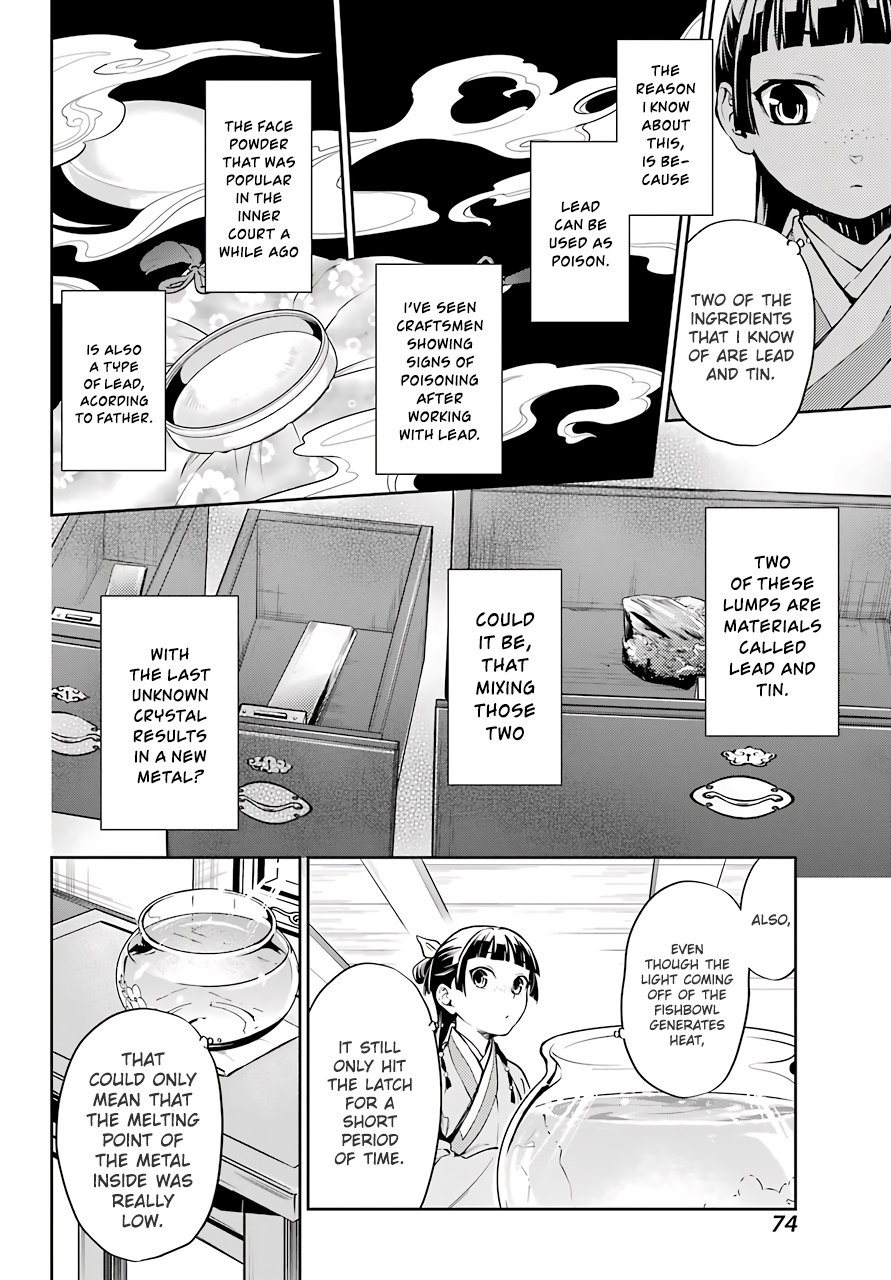 TWO OF THE
INGREDIENTS
THAT I KNOW
OF ARE LEAD
AND TIN.
THE
REASON
I KNOW
ABOUT
THIS,
IS BE-
CAUSE
LEAD
CAN BE
USED AS
POISON.
I'VE SEEN
CRAFTSMEN
SHOWING
SIGNS OF
POISONING
AFTER
WORKING
WITH LEAD.
THE FACE
POWDER
THAT WAS
POPULAR
IN THE
INNER
COURT A
WHILE AGO
IS ALSO
A TYPE
OF LEAD,
ACORDING
TO FATHER.
TWO
OF THESE
LUMPS ARE
MATERIALS
CALLED
LEAD AND
TIN.
COULD
IT BE,
THAT
MIXING
THOSE
TWO
WITH
THE LAST
UNKNOWN
CRYSTAL
RESULTS
IN A NEW
METAL?
ALSO,
EVEN
THOUGH THE
LIGHT COMING
OFF OF THE
FISHBOWL
GENERATES
HEAT,
IT STILL
ONLY HIT
THE LATCH
FOR A
SHORT
PERIOD
OF TIME.
THAT
COULD ONLY
MEAN THAT
THE MELTING
POINT OF
THE METAL
INSIDE WAS
REALLY
LOW.
74